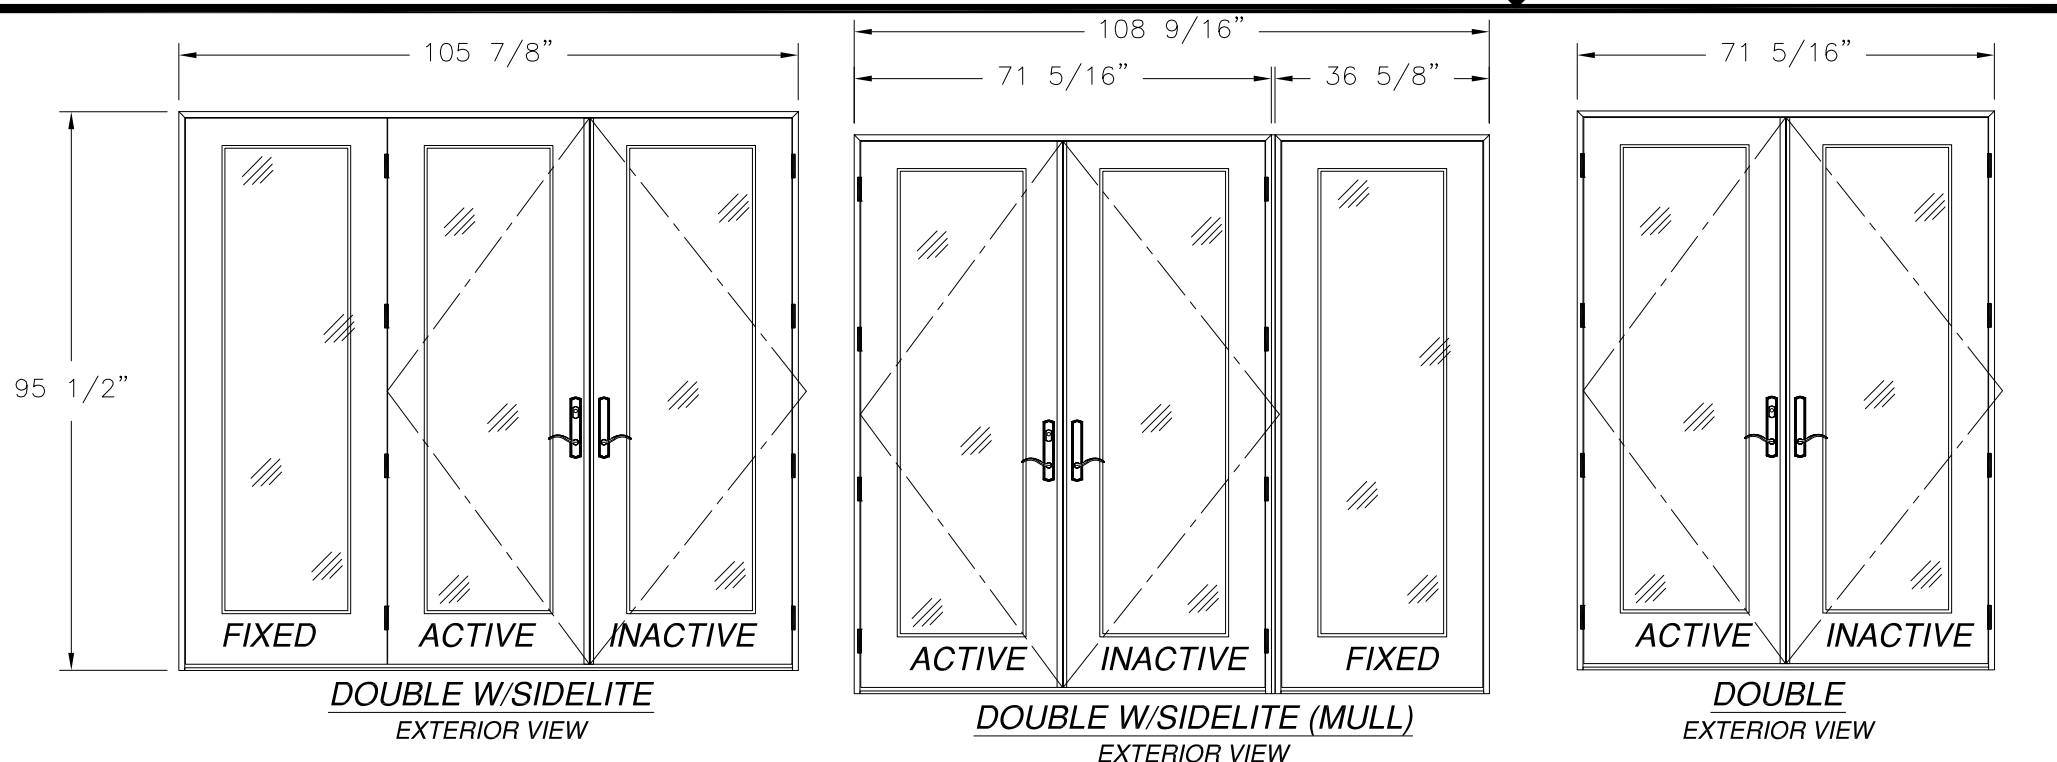 105 7/8”
95 1/2”
FIXED
ACTIVE
INACTIVE
DOUBLE W/SIDELITE
EXTERIOR VIEW
108 9/16”
71 5/16”
36 5/8”
ACTIVE
INACTIVE
FIXED
DOUBLE W/SIDELITE (MULL)
EXTERIOR VIEW
71 5/16”
ACTIVE
INACTIVE
DOUBLE
EXTERIOR VIEW